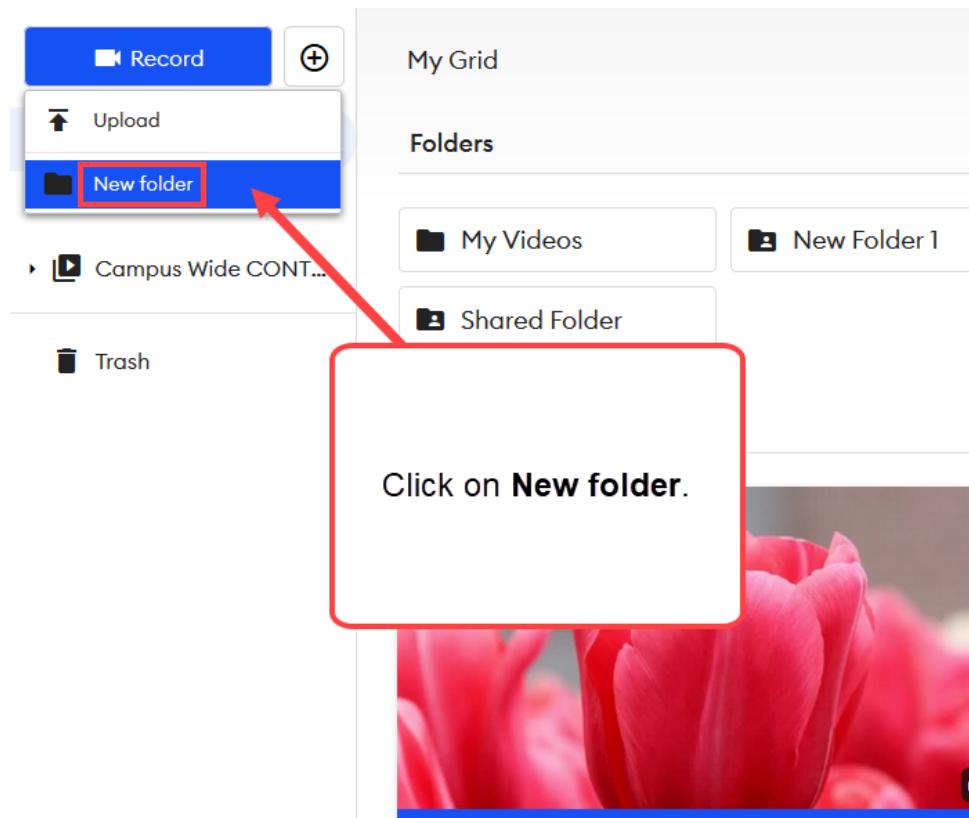 Record
My Grid
Upload
Folders
New folder
My Videos
New Folder 1
Campus Wide CONT...
Shared Folder
Trash
Click on New folder.